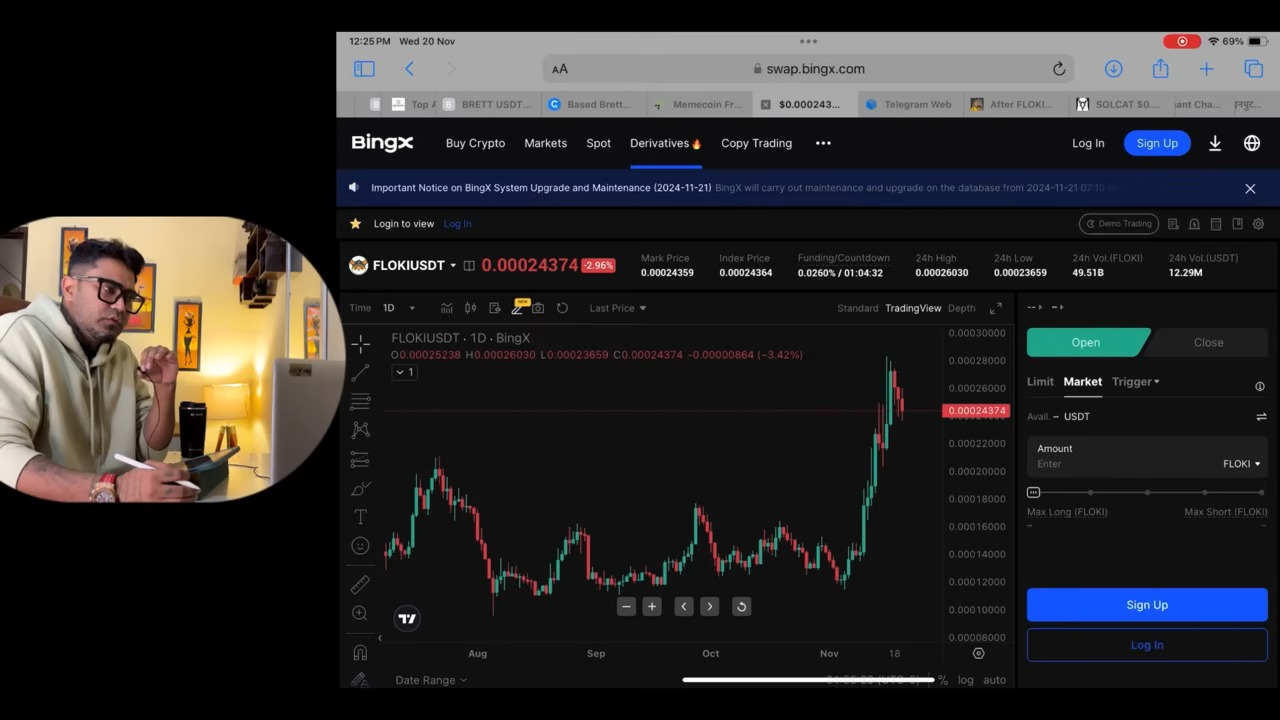 12:25 PM Wed 20 Nov
69%
AA swap.bingx.com
Top A BRETT USDT... Based Brett... Memecoin Fr... $0.000243... Telegram Web After FLOKI... SOLCAT $0.... ant Cha... इनपुट...
BingX Buy Crypto Markets Spot Derivatives Copy Trading Log In Sign Up
Important Notice on BingX System Upgrade and Maintenance (2024-11-21) BingX will carry out maintenance and upgrade on the database from 2024-11-21 07:10
Login to view Log In Demo Trading
FLOKIUSDT 0.00024374 -2.96%
Mark Price Index Price Funding/Countdown 24h High 24h Low 24h Vol.(FLOKI) 24h Vol.(USDT)
0.00024359 0.00024364 0.0260% / 01:04:32 0.00026030 0.00023659 49.51B 12.29M
Time 1D NEW Last Price Standard TradingView Depth
FLOKIUSDT · 1D · BingX
O0.00025238 H0.00026030 L0.00023659 C0.00024374 -0.00000864 (−3.42%)
1
0.00030000
0.00028000
0.00026000
0.00024374
0.00022000
0.00020000
0.00018000
0.00016000
0.00014000
0.00012000
0.00010000
0.00008000
Aug Sep Oct Nov 18
Date Range % log auto
Open Close
Limit Market Trigger
Avail. -- USDT
Amount
Enter FLOKI
Max Long (FLOKI) Max Short (FLOKI)
-- --
Sign Up
Log In